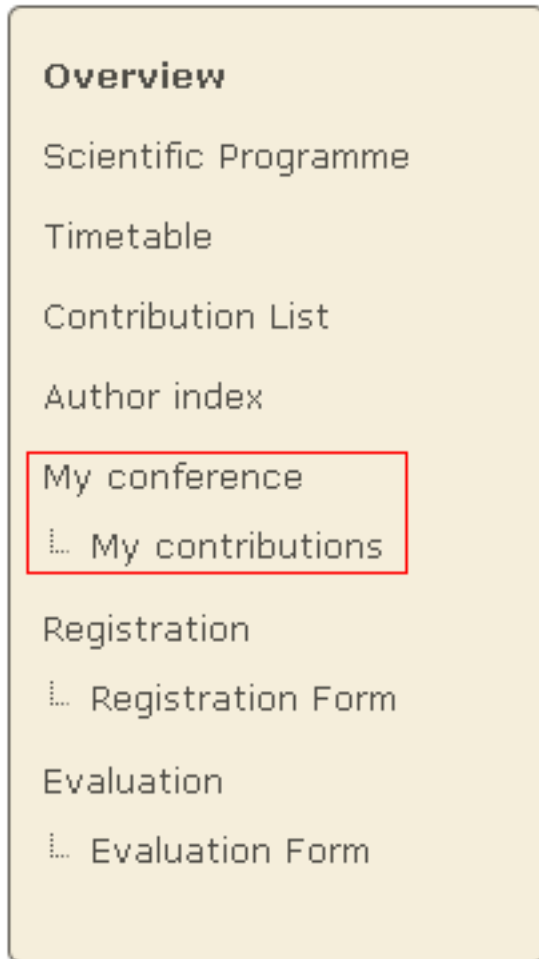 Overview
Scientific Programme
Timetable
Contribution List
Author index
My conference
My contributions
Registration
Registration Form
Evaluation
Evaluation Form